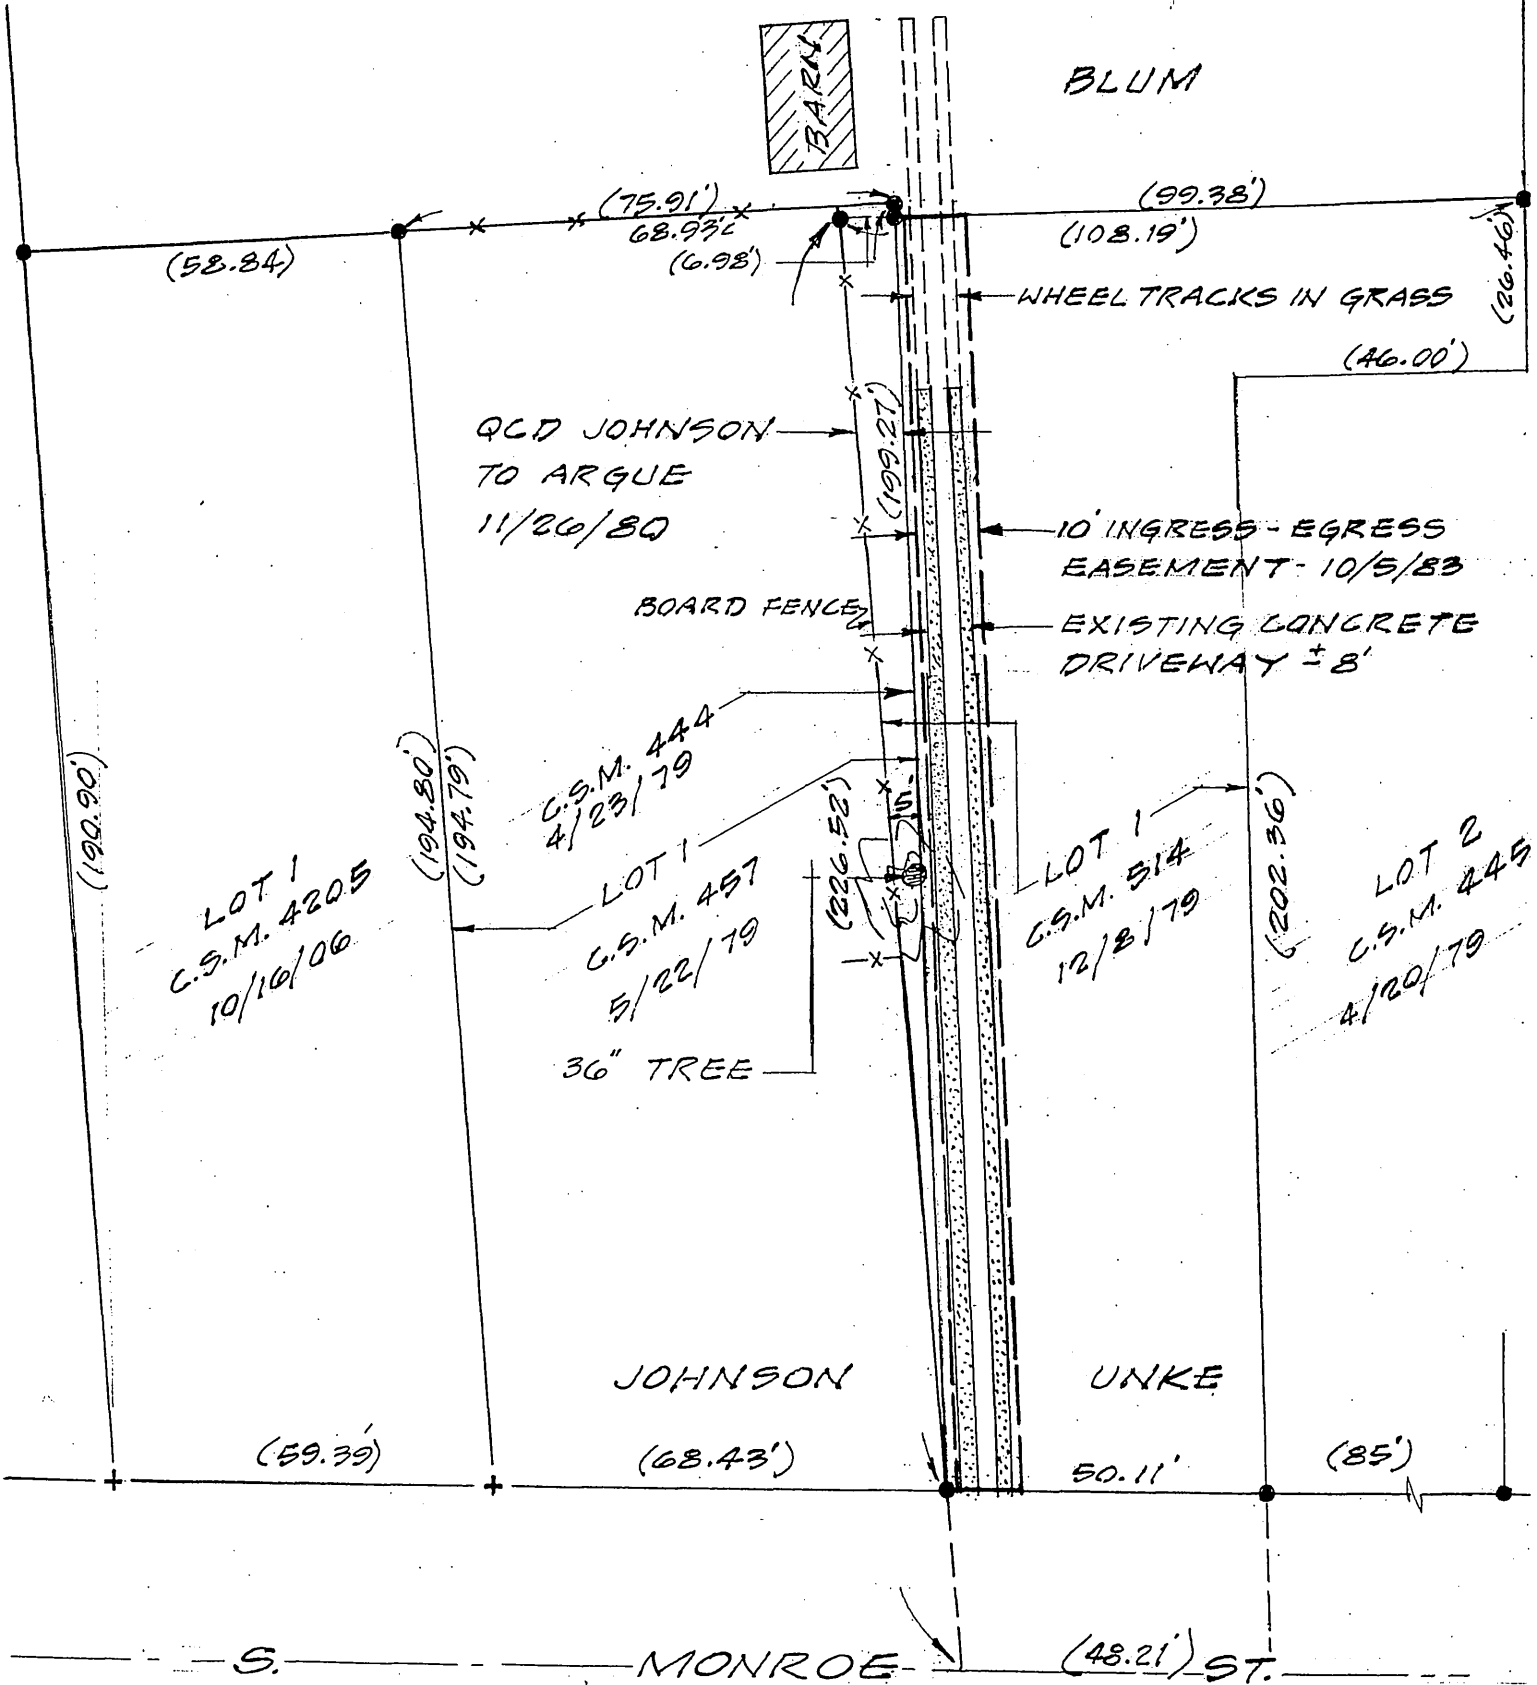 BARN
BLUM
(75.91')
(99.38')
68.93'±
(108.19')
(58.84)
(6.98')
(26.46')
WHEEL TRACKS IN GRASS
(46.00')
QCD JOHNSON
TO ARGUE
11/26/80
(199.27')
10' INGRESS-EGRESS
EASEMENT- 10/5/83
BOARD FENCE
EXISTING CONCRETE
DRIVEWAY ± 8'
C.S.M. 444
4/23/79
(190.90')
(194.80')
(194.79')
(226.52')
5'
(202.36')
LOT 1
C.S.M. 4205
10/16/06
LOT 1
C.S.M. 457
5/22/79
LOT 1
C.S.M. 514
12/8/79
LOT 2
C.S.M. 445
4/20/79
36" TREE
JOHNSON
UNKE
(59.39')
(68.43')
50.11'
(85')
S. MONROE ST.
(48.21')